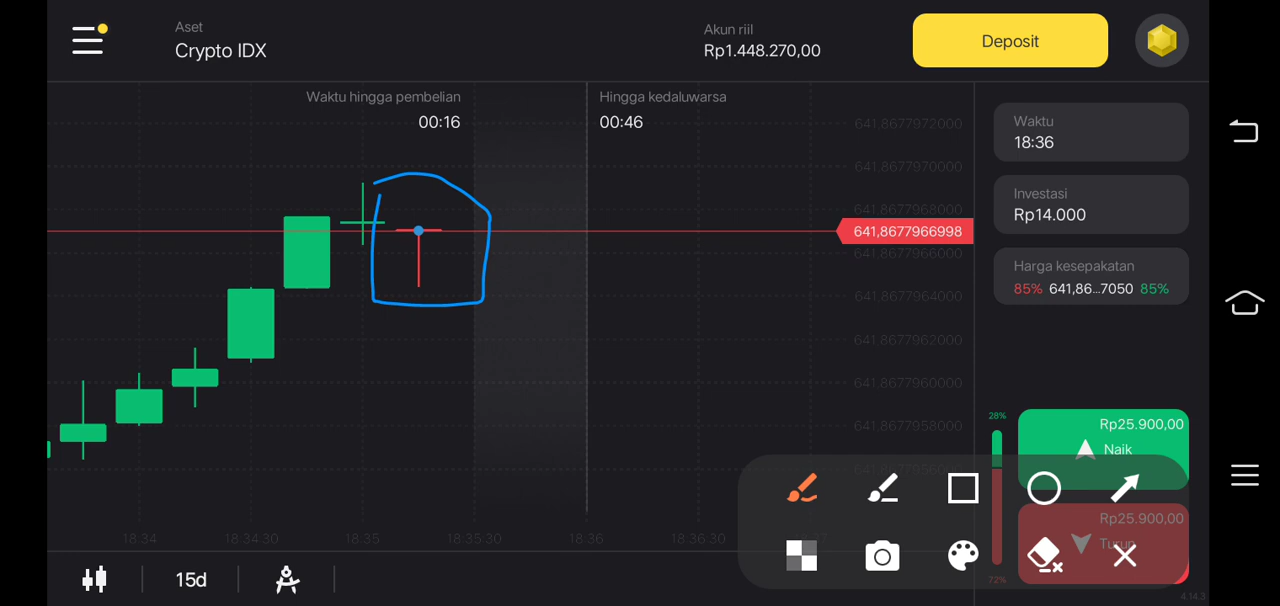 Aset
Crypto IDX
Akun riil
Rp1.448.270,00
Deposit
Waktu hingga pembelian
00:16
Hingga kedaluwarsa
00:46
641,8677972000
641,8677970000
641,8677968000
641,8677966998
641,8677966000
641,8677964000
641,8677962000
641,8677960000
641,8677958000
Waktu
18:36
Investasi
Rp14.000
Harga kesepakatan
85% 641,86...7050 85%
28%
Rp25.900,00
Naik
Rp25.900,00
Turun
72%
18:34
18:34:30
18:35
18:35:30
18:36
18:36:30
15d
4.14.3